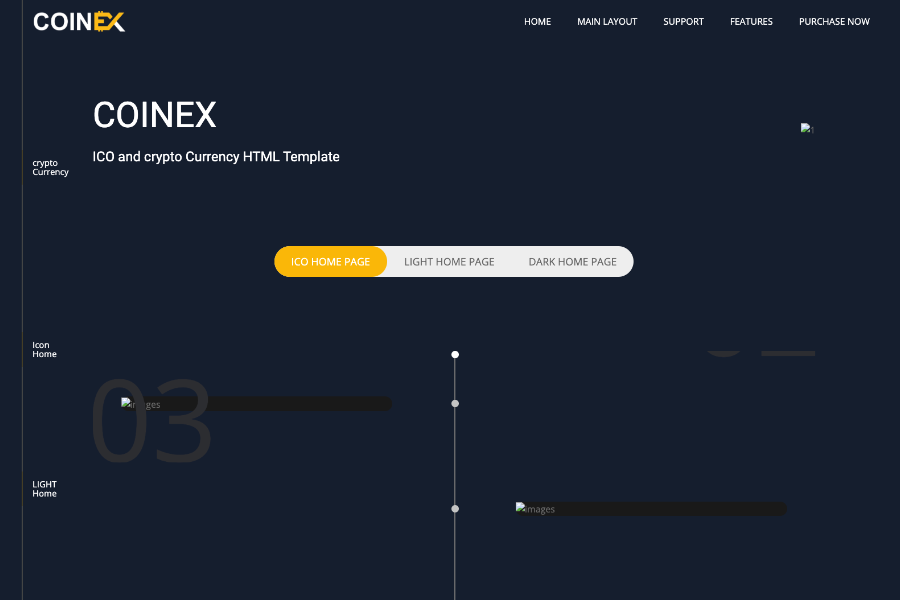 COINEX
HOME
MAIN LAYOUT
SUPPORT
FEATURES
PURCHASE NOW
COINEX
ICO and crypto Currency HTML Template
crypto
Currency
ICO HOME PAGE
LIGHT HOME PAGE
DARK HOME PAGE
Icon
Home
03
images
LIGHT
Home
images